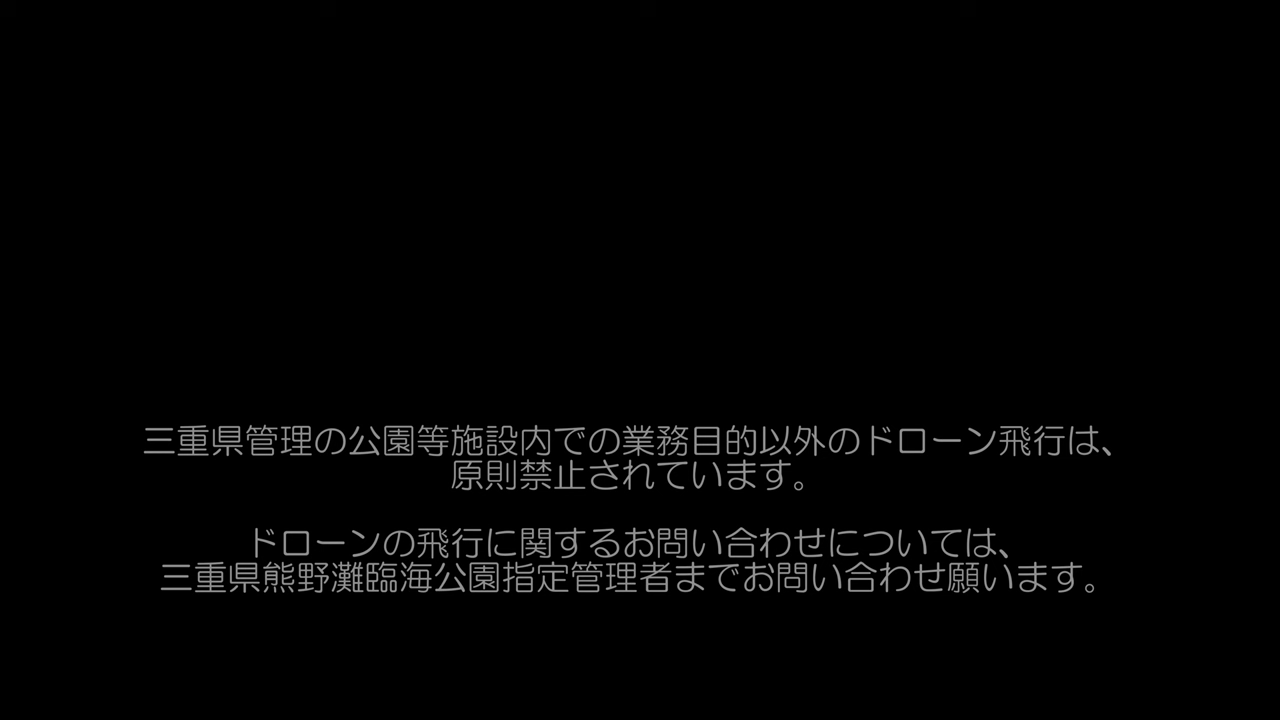 三重県管理の公園等施設内での業務目的以外のドローン飛行は、
原則禁止されています。
ドローンの飛行に関するお問い合わせについては、
三重県熊野灘臨海公園指定管理者までお問い合わせ願います。